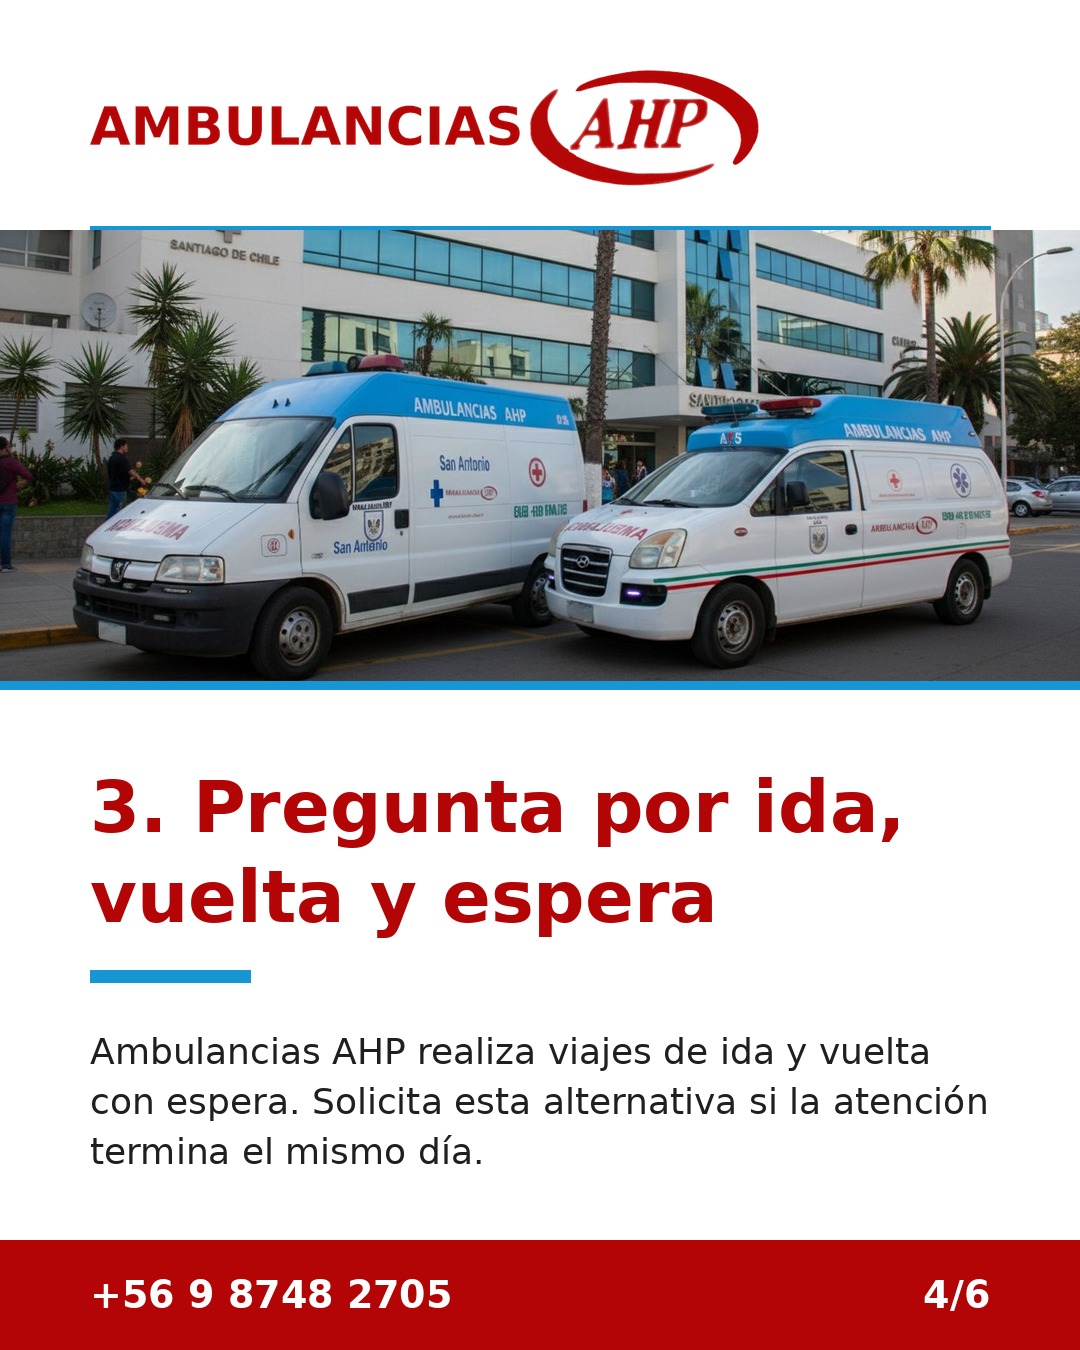 AMBULANCIAS AHP
SANTIAGO DE CHILE
AMBULANCIAS AHP
San Antonio
San Antonio
AMBULANCIAS AHP
3. Pregunta por ida,
vuelta y espera
Ambulancias AHP realiza viajes de ida y vuelta
con espera. Solicita esta alternativa si la atención
termina el mismo día.
+56 9 8748 2705
4/6